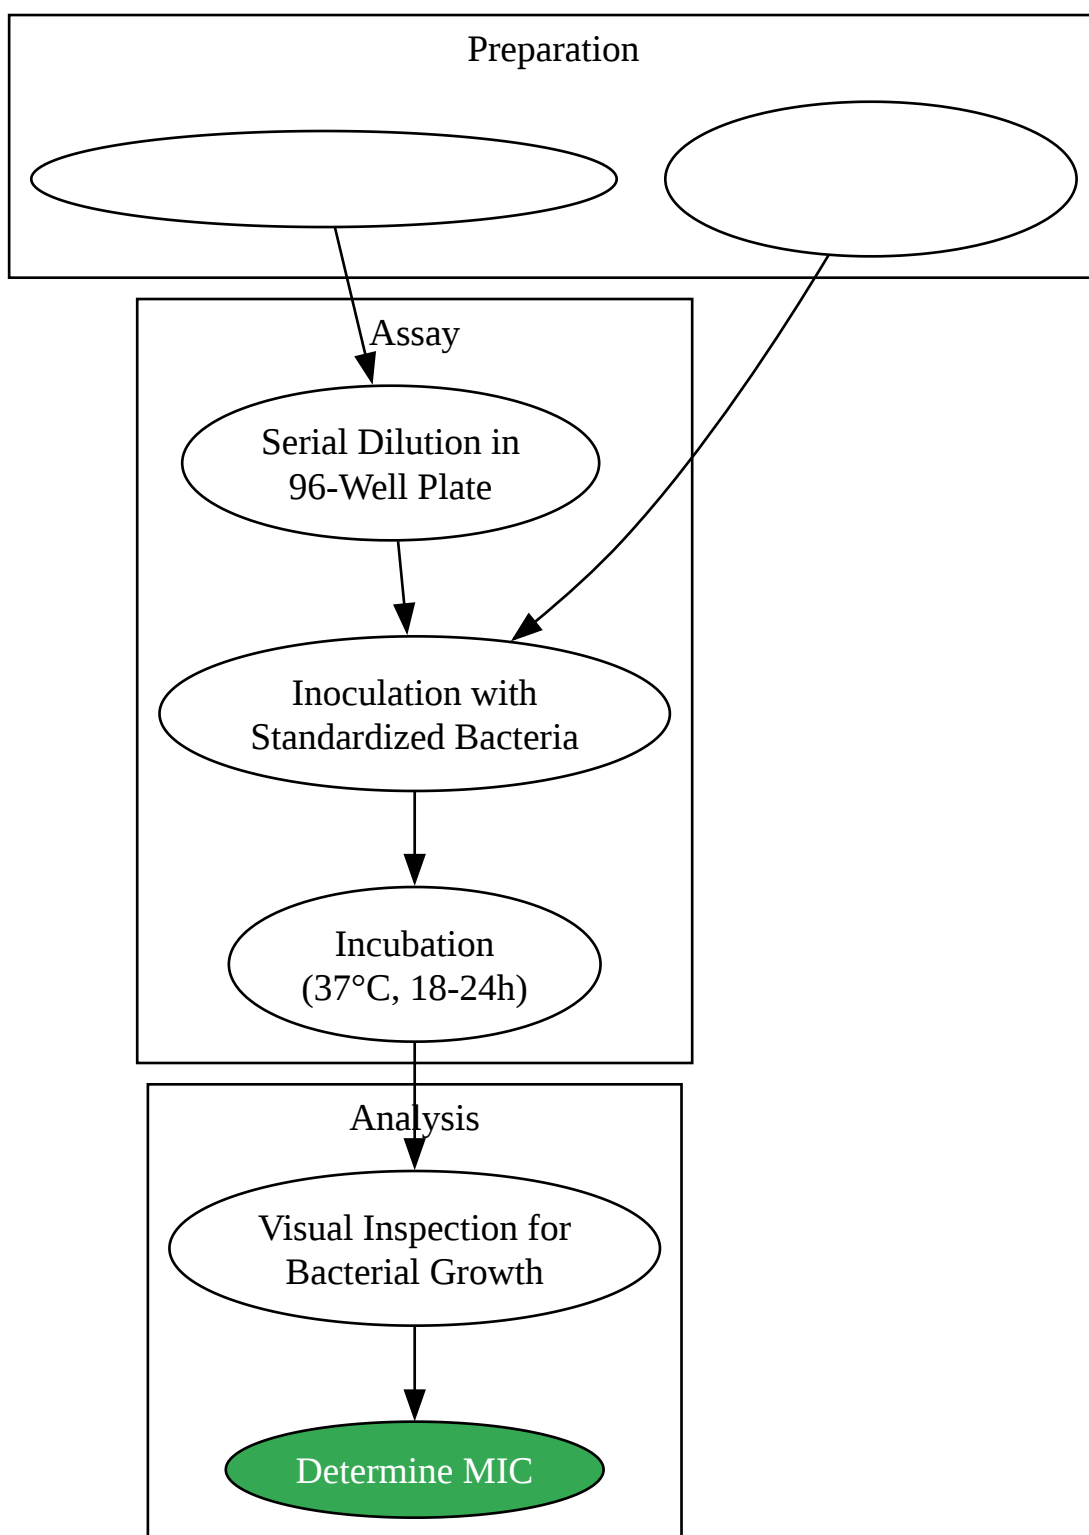 Preparation
Assay
Serial Dilution in
96-Well Plate
Inoculation with
Standardized Bacteria
Incubation
(37°C, 18-24h)
Analysis
Visual Inspection for
Bacterial Growth
Determine MIC